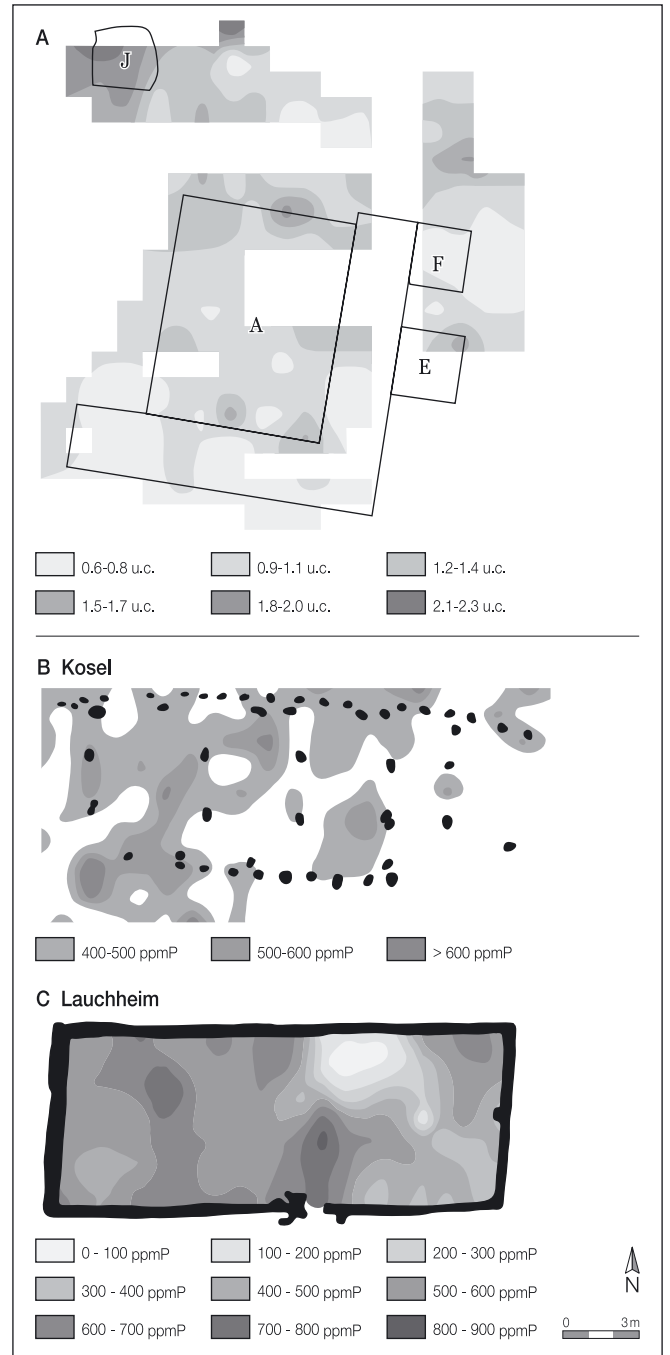 A
J
F
A
E
0.6-0.8 u.c. 0.9-1.1 u.c. 1.2-1.4 u.c.
1.5-1.7 u.c. 1.8-2.0 u.c. 2.1-2.3 u.c.
B Kosel
400-500 ppmP 500-600 ppmP > 600 ppmP
C Lauchheim
0 - 100 ppmP 100 - 200 ppmP 200 - 300 ppmP
300 - 400 ppmP 400 - 500 ppmP 500 - 600 ppmP
600 - 700 ppmP 700 - 800 ppmP 800 - 900 ppmP
N
0 3 m